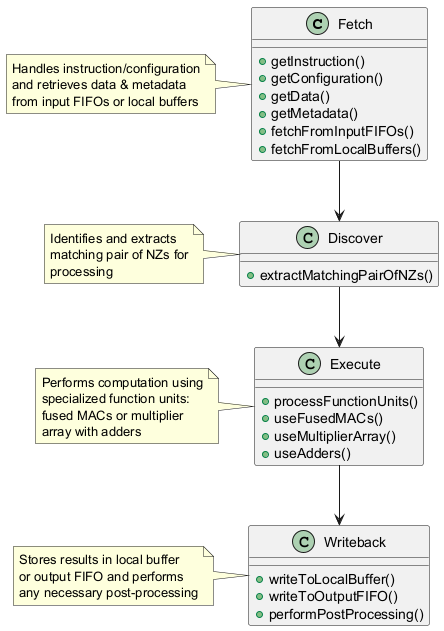 C Fetch
Handles instruction/configuration
and retrieves data & metadata
from input FIFOs or local buffers
getInstruction()
getConfiguration()
getData()
getMetadata()
fetchFromInputFIFOs()
fetchFromLocalBuffers()
C Discover
Identifies and extracts
matching pair of NZs for
processing
extractMatchingPairOfNZs()
C Execute
Performs computation using
specialized function units:
fused MACs or multiplier
array with adders
processFunctionUnits()
useFusedMACs()
useMultiplierArray()
useAdders()
C Writeback
Stores results in local buffer
or output FIFO and performs
any necessary post-processing
writeToLocalBuffer()
writeToOutputFIFO()
performPostProcessing()